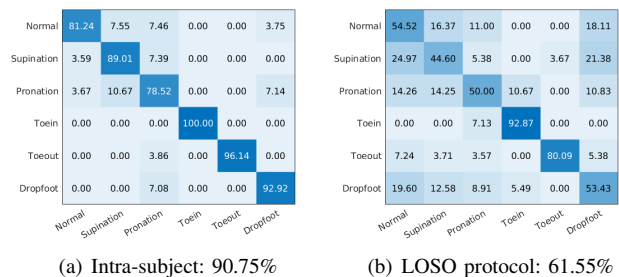 Normal 81.24 7.55 7.46 0.00 0.00 3.75
Supination 3.59 89.01 7.39 0.00 0.00 0.00
Pronation 3.67 10.67 78.52 0.00 0.00 7.14
Toein 0.00 0.00 0.00 100.00 0.00 0.00
Toeout 0.00 0.00 3.86 0.00 96.14 0.00
Dropfoot 0.00 0.00 7.08 0.00 0.00 92.92
Normal Supination Pronation Toein Toeout Dropfoot
(a) Intra-subject: 90.75%
Normal 54.52 16.37 11.00 0.00 0.00 18.11
Supination 24.97 44.60 5.38 0.00 3.67 21.38
Pronation 14.26 14.25 50.00 10.67 0.00 10.83
Toein 0.00 0.00 7.13 92.87 0.00 0.00
Toeout 7.24 3.71 3.57 0.00 80.09 5.38
Dropfoot 19.60 12.58 8.91 5.49 0.00 53.43
Normal Supination Pronation Toein Toeout Dropfoot
(b) LOSO protocol: 61.55%